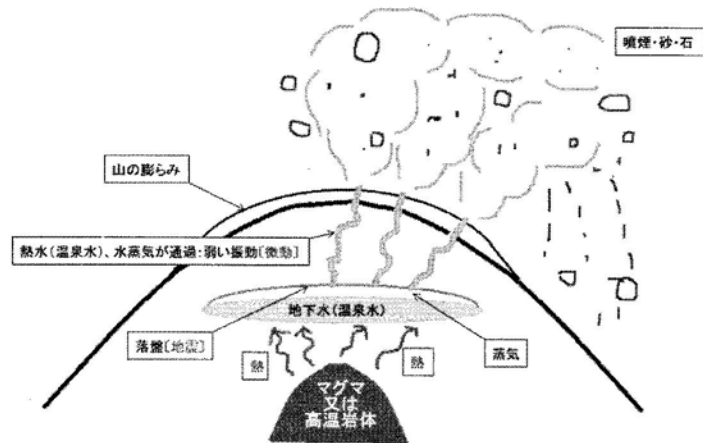 噴煙・砂・石
山の膨らみ
熱水（温泉水）、水蒸気が通過：弱い振動〔微動〕
地下水（温泉水）
落盤〔地震〕
蒸気
熱
熱
マグマ
又は
高温岩体